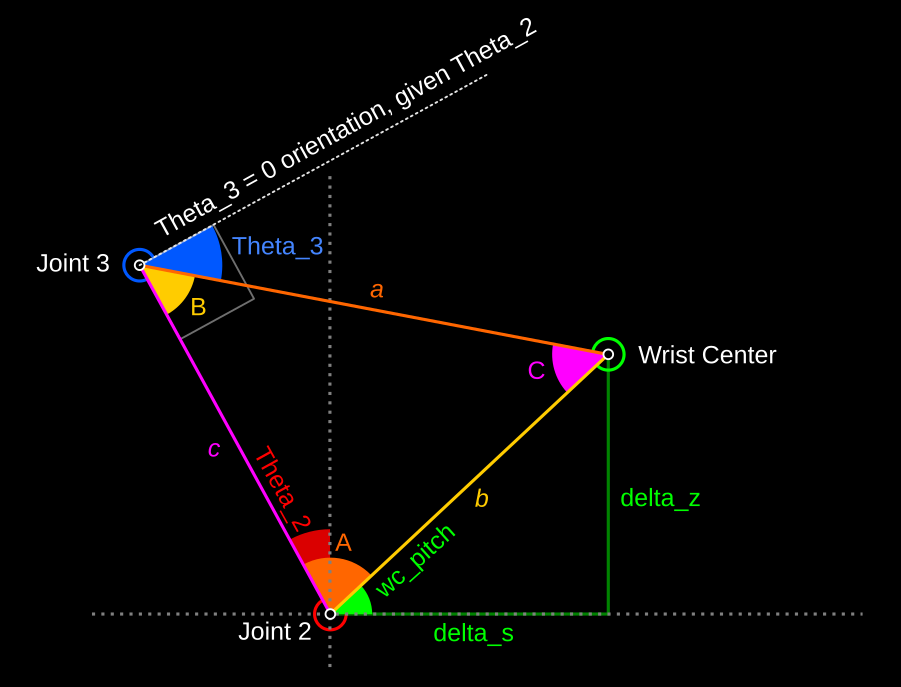 Theta_3 = 0 orientation, given Theta_2
Joint 3
Theta_3
B
a
C
Wrist Center
c
Theta_2
A
b
wc_pitch
delta_z
Joint 2
delta_s